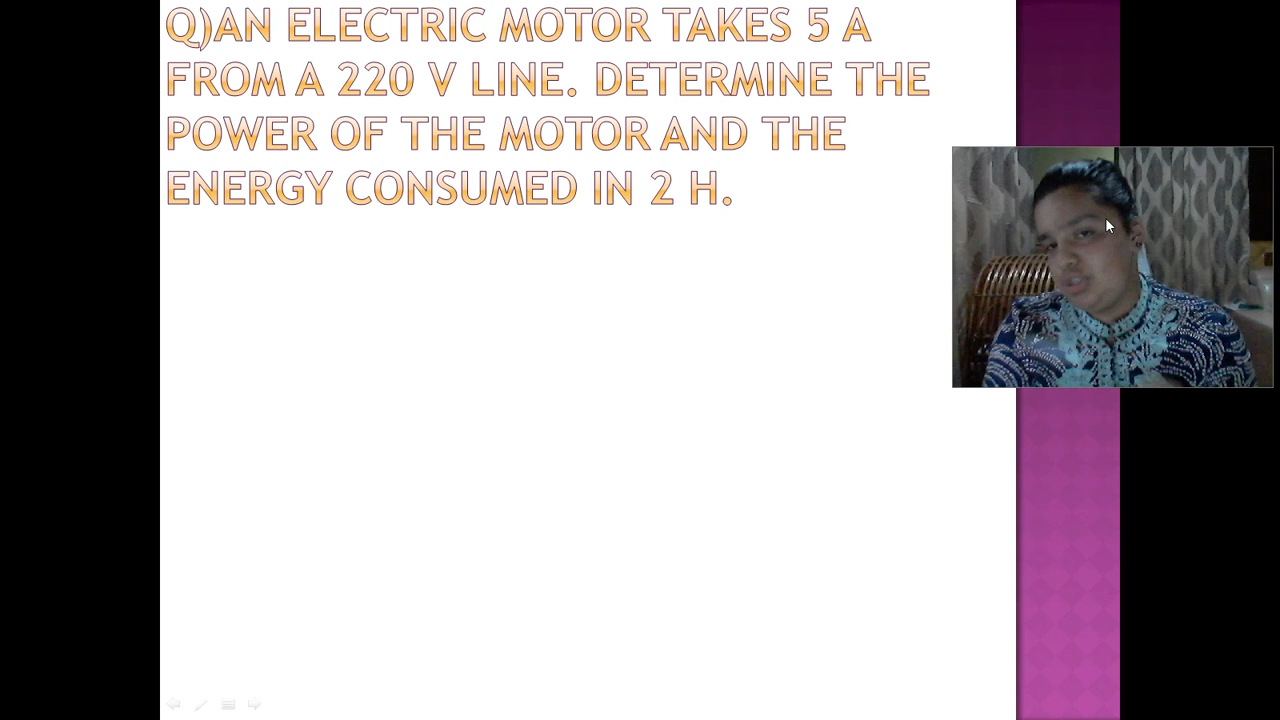 Q)AN ELECTRIC MOTOR TAKES 5 A
FROM A 220 V LINE. DETERMINE THE
POWER OF THE MOTOR AND THE
ENERGY CONSUMED IN 2 H.